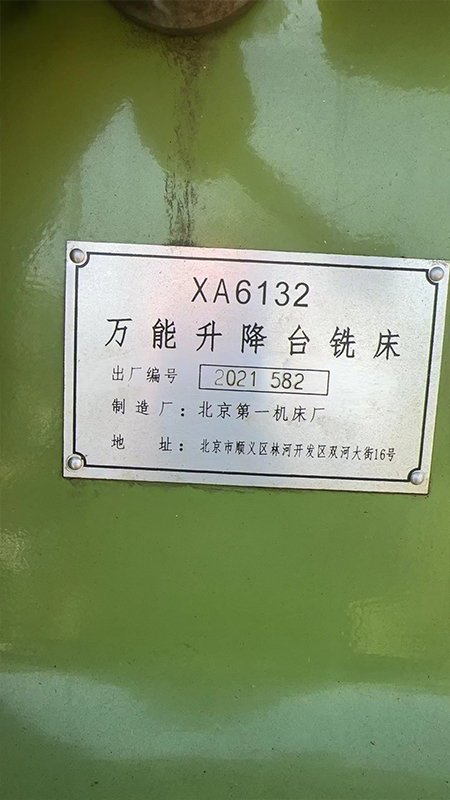 XA6132
万能升降台铣床
出厂编号 2021 582
制造厂：北京第一机床厂
地 址：北京市顺义区林河开发区双河大街16号